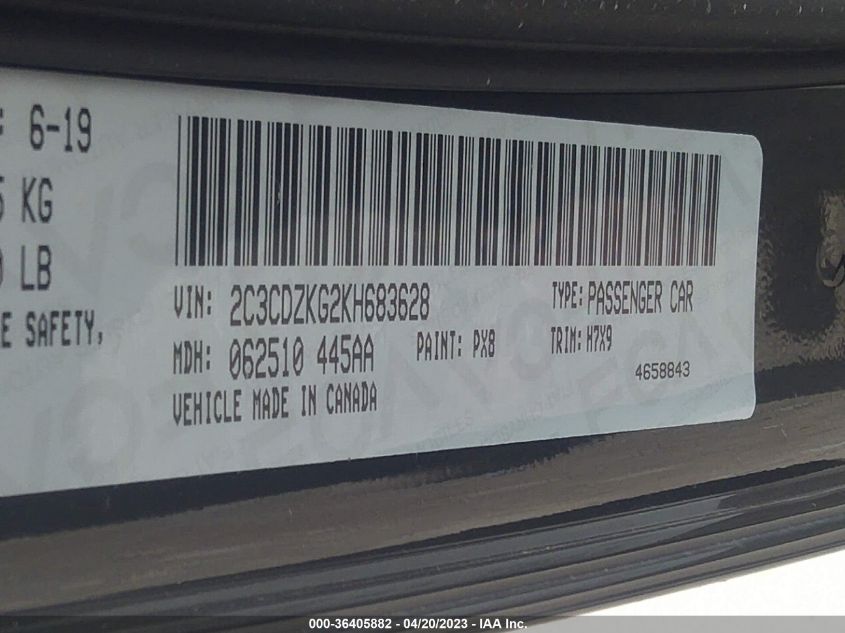 : 6-19
KG
LB
E SAFETY,
VIN: 2C3CDZKG2KH683628
TYPE: PASSENGER CAR
MDH: 062510 445AA
PAINT: PX8
TRIM: H7X9
4658843
VEHICLE MADE IN CANADA
000-36405882 - 04/20/2023 - IAA Inc.